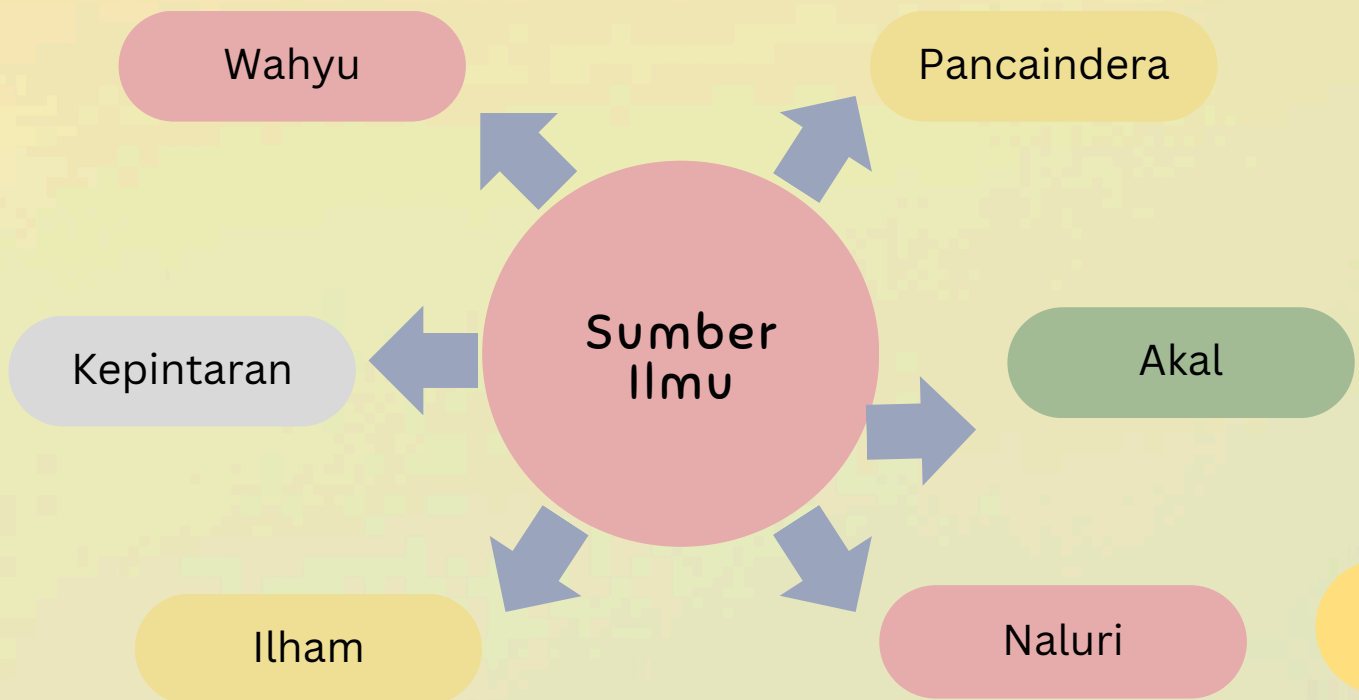 Wahyu
Pancaindera
Sumber
Ilmu
Kepintaran
Akal
Ilham
Naluri